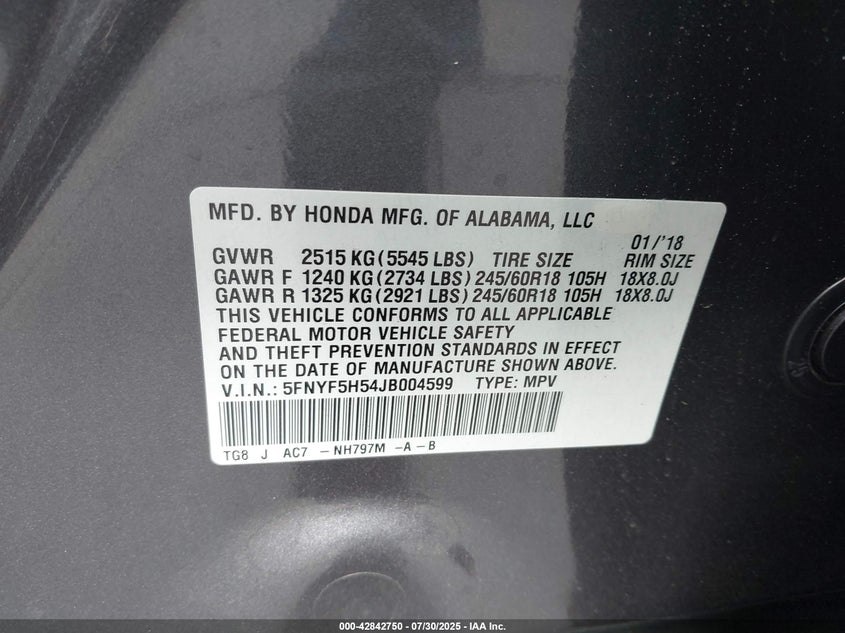 MFD. BY HONDA MFG. OF ALABAMA, LLC
01/'18
GVWR 2515 KG(5545 LBS) TIRE SIZE RIM SIZE
GAWR F 1240 KG(2734 LBS)245/60R18 105H 18X8.0J
GAWR R 1325 KG(2921 LBS)245/60R18 105H 18X8.0J
THIS VEHICLE CONFORMS TO ALL APPLICABLE
FEDERAL MOTOR VEHICLE SAFETY
AND THEFT PREVENTION STANDARDS IN EFFECT
ON THE DATE OF MANUFACTURE SHOWN ABOVE.
V.I.N.: 5FNYF5H54JB004599 TYPE: MPV
TG8 J AC7 -NH797M -A-B
000-42842750 - 07/30/2025 - IAA Inc.